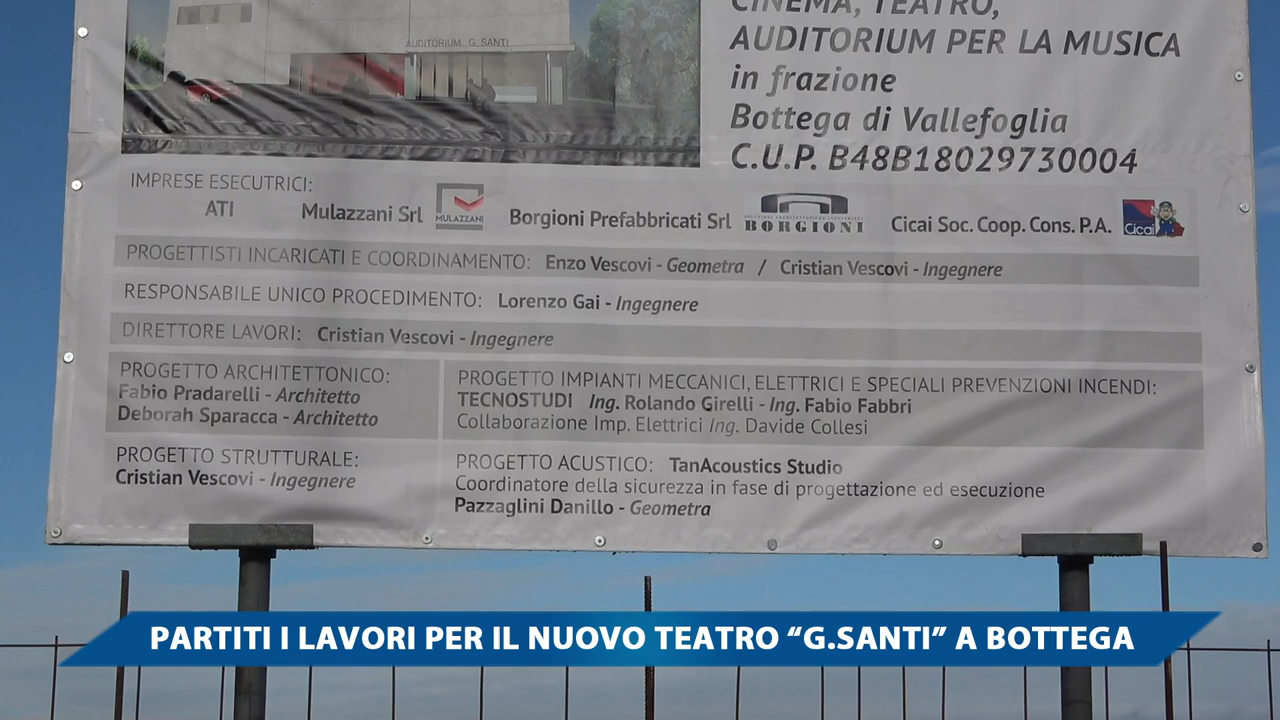 CINEMA, TEATRO,
AUDITORIUM PER LA MUSICA
in frazione
Bottega di Vallefoglia
C.U.P. B48B18029730004
AUDITORIUM G. SANTI
IMPRESE ESECUTRICI:
ATI Mulazzani Srl MULAZZANI Borgioni Prefabbricati Srl BORGIONI Cicai Soc. Coop. Cons. P.A. Cicai
PROGETTISTI INCARICATI E COORDINAMENTO: Enzo Vescovi - Geometra / Cristian Vescovi - Ingegnere
RESPONSABILE UNICO PROCEDIMENTO: Lorenzo Gai - Ingegnere
DIRETTORE LAVORI: Cristian Vescovi - Ingegnere
PROGETTO ARCHITETTONICO:
Fabio Pradarelli - Architetto
Deborah Sparacca - Architetto
PROGETTO IMPIANTI MECCANICI, ELETTRICI E SPECIALI PREVENZIONI INCENDI:
TECNOSTUDI Ing. Rolando Girelli - Ing. Fabio Fabbri
Collaborazione Imp. Elettrici Ing. Davide Collesi
PROGETTO STRUTTURALE:
Cristian Vescovi - Ingegnere
PROGETTO ACUSTICO: TanAcoustics Studio
Coordinatore della sicurezza in fase di progettazione ed esecuzione
Pazzaglini Danillo - Geometra
PARTITI I LAVORI PER IL NUOVO TEATRO “G.SANTI” A BOTTEGA